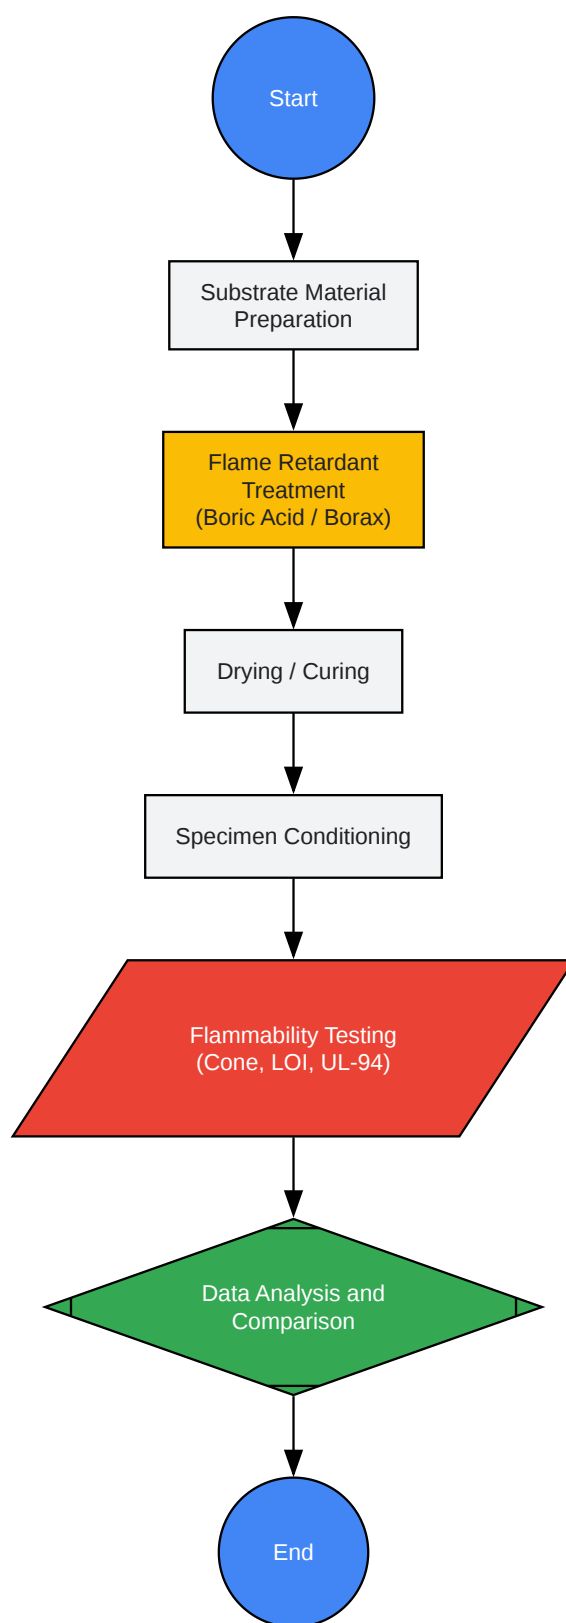 Start
Substrate Material
Preparation
Flame Retardant
Treatment
(Boric Acid / Borax)
Drying / Curing
Specimen Conditioning
Flammability Testing
(Cone, LOI, UL-94)
Data Analysis and
Comparison
End